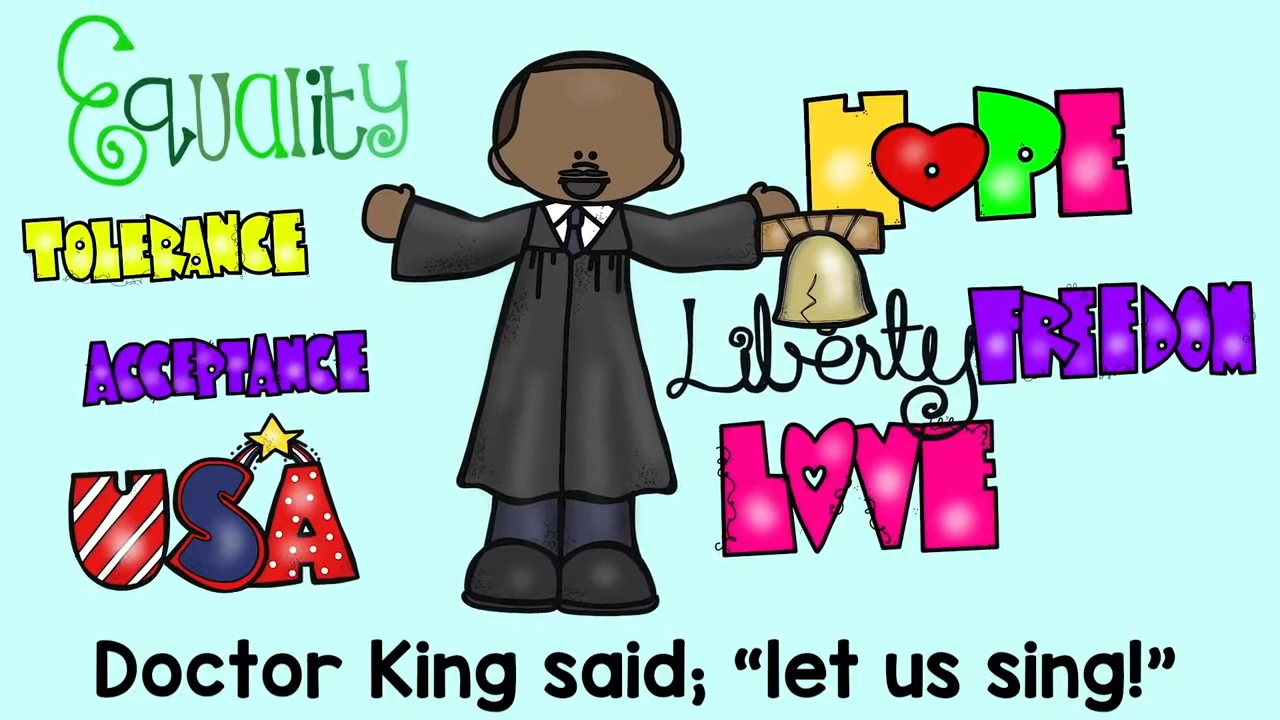 Equality
HOPE
TOLERANCE
Liberty
FREEDOM
ACCEPTANCE
LOVE
USA
Doctor King said; “let us sing!”